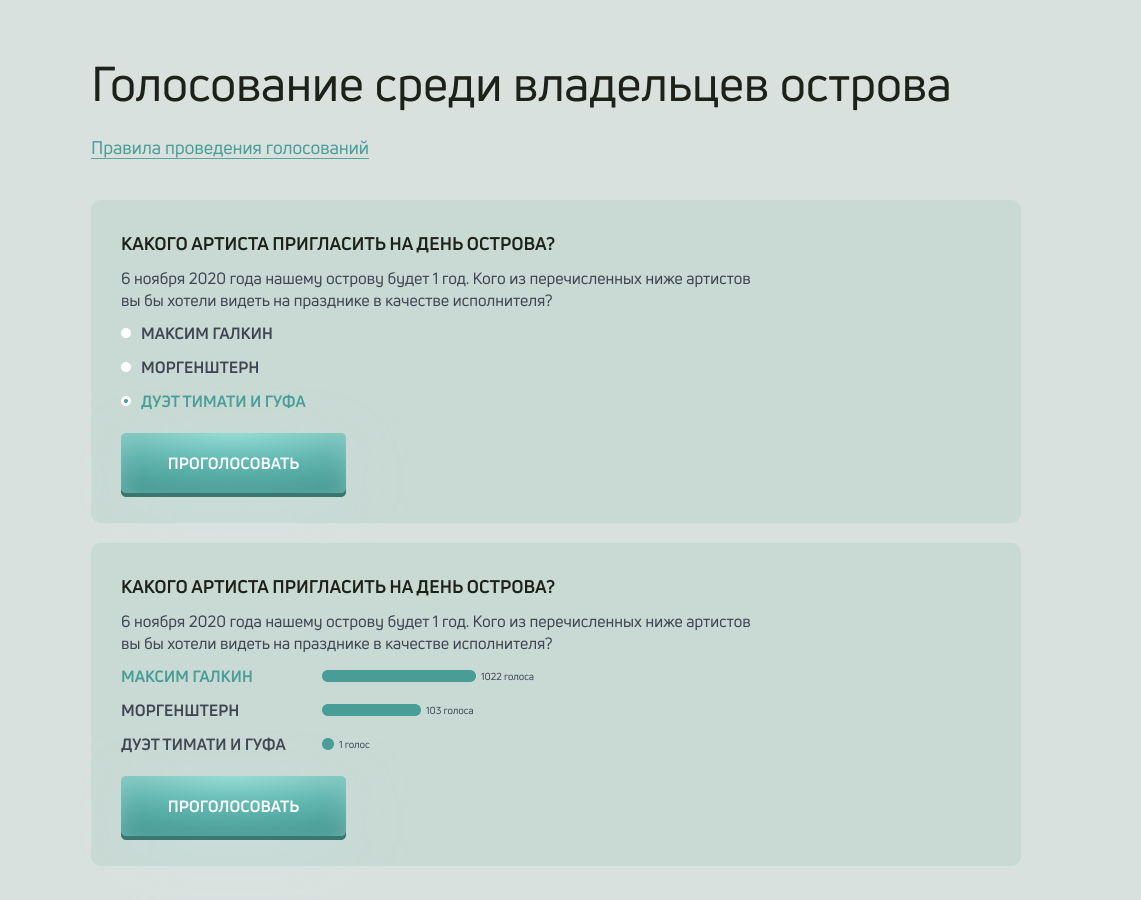 Голосование среди владельцев острова
Правила проведения голосований
КАКОГО АРТИСТА ПРИГЛАСИТЬ НА ДЕНЬ ОСТРОВА?
6 ноября 2020 года нашему острову будет 1 год. Кого из перечисленных ниже артистов
вы бы хотели видеть на празднике в качестве исполнителя?
МАКСИМ ГАЛКИН
МОРГЕНШТЕРН
ДУЭТ ТИМАТИ И ГУФА
ПРОГОЛОСОВАТЬ
КАКОГО АРТИСТА ПРИГЛАСИТЬ НА ДЕНЬ ОСТРОВА?
6 ноября 2020 года нашему острову будет 1 год. Кого из перечисленных ниже артистов
вы бы хотели видеть на празднике в качестве исполнителя?
МАКСИМ ГАЛКИН 1022 голоса
МОРГЕНШТЕРН 103 голоса
ДУЭТ ТИМАТИ И ГУФА 1 голос
ПРОГОЛОСОВАТЬ